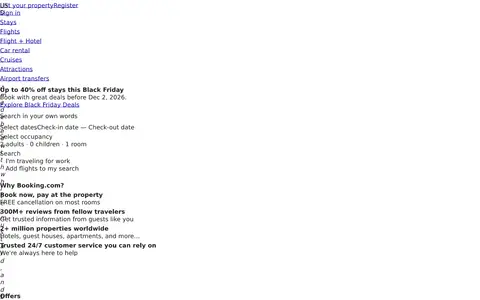 List your propertyRegister
Sign in
Stays
Flights
Flight + Hotel
Car rental
Cruises
Attractions
Airport transfers
Up to 40% off stays this Black Friday
Book with great deals before Dec 2, 2026.
Explore Black Friday Deals
Search in your own words
Select datesCheck-in date — Check-out date
Select occupancy
2 adults · 0 children · 1 room
Search
I'm traveling for work
Add flights to my search
Why Booking.com?
Book now, pay at the property
FREE cancellation on most rooms
300M+ reviews from fellow travelers
Get trusted information from guests like you
2+ million properties worldwide
Hotels, guest houses, apartments, and more…
Trusted 24/7 customer service you can rely on
We're always here to help
Offers